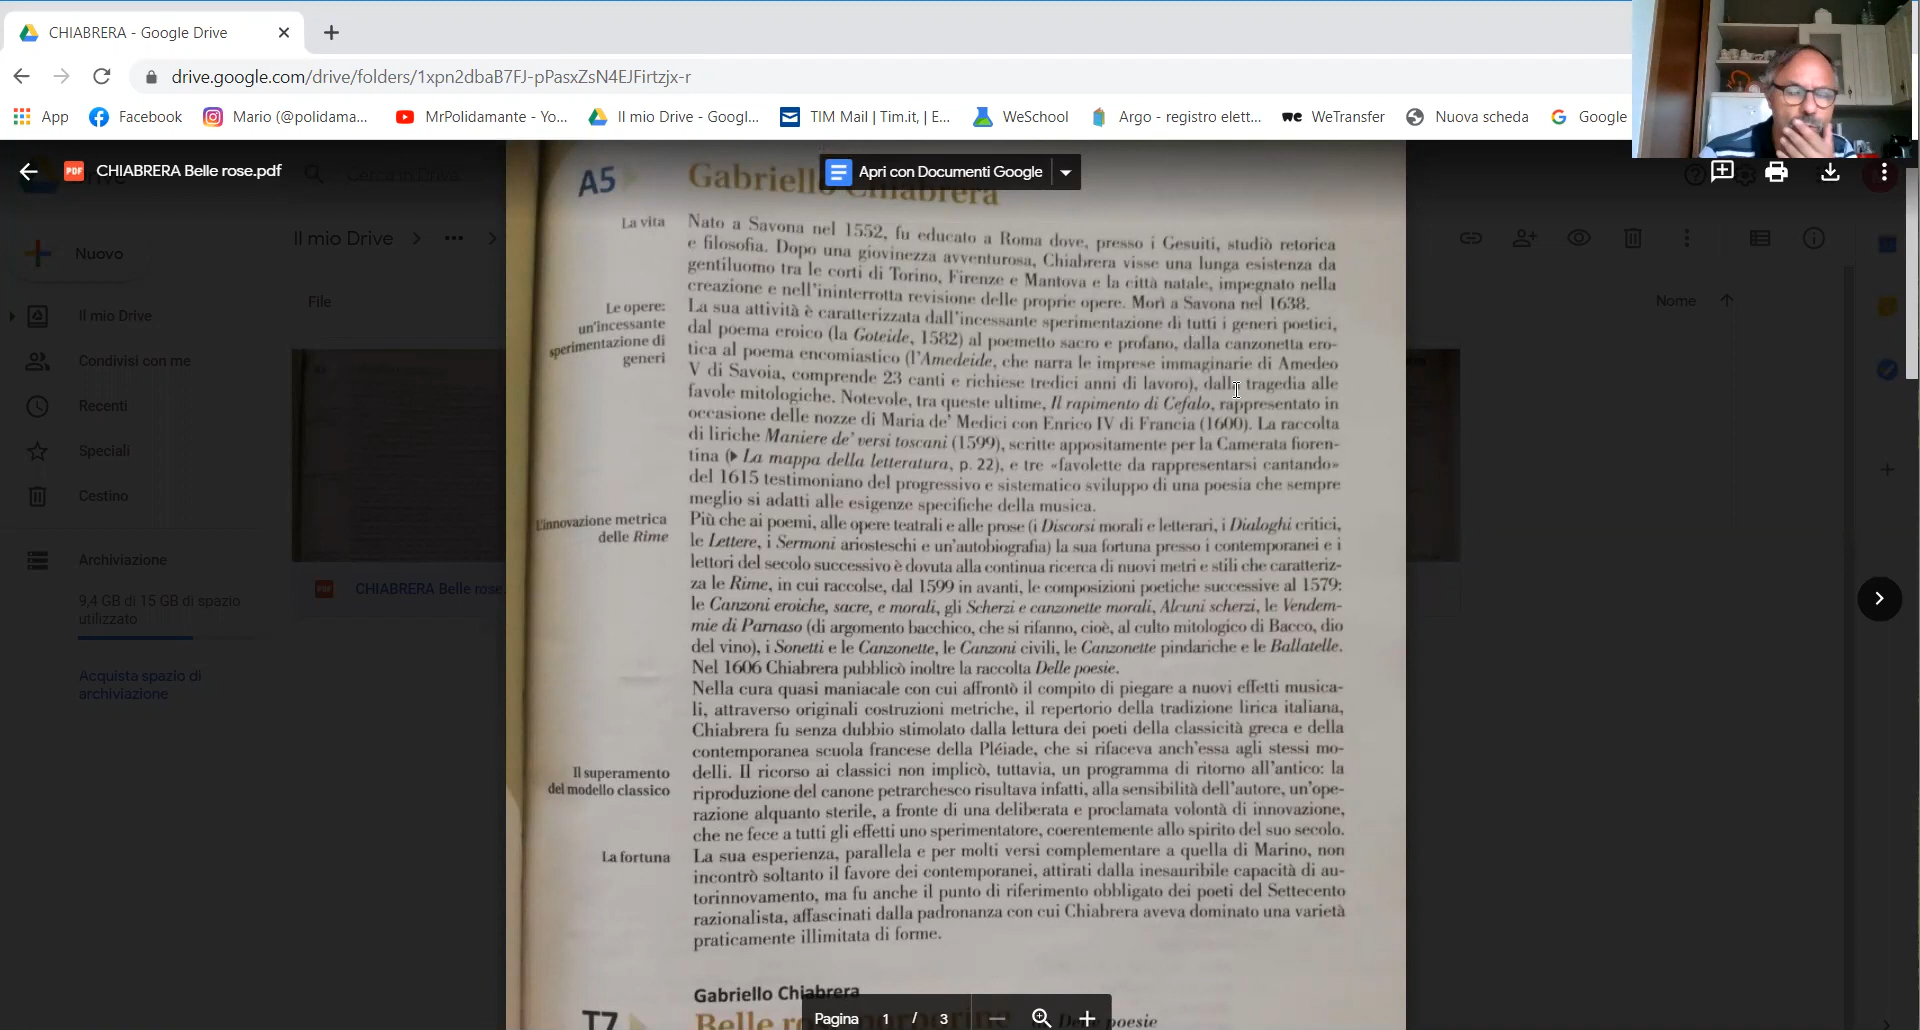 CHIABRERA - Google Drive
drive.google.com/drive/folders/1xpn2dbaB7FJ-pPasxZsN4EJFirtzjx-r
App Facebook Mario (@polidama... MrPolidamante - Yo... Il mio Drive - Googl... TIM Mail | Tim.it, | E... WeSchool Argo - registro elett... WeTransfer Nuova scheda Google
PDF CHIABRERA Belle rose.pdf
Cerca in Drive
Apri con Documenti Google
Nuovo
Il mio Drive
Condivisi con me
Recenti
Speciali
Cestino
Archiviazione
9,4 GB di 15 GB di spazio
utilizzato
Acquista spazio di
archiviazione
Il mio Drive > ... >
File
Nome
PDF CHIABRERA Belle rose
A5 Gabriello Chiabrera
La vita
Nato a Savona nel 1552, fu educato a Roma dove, presso i Gesuiti, studiò retorica
e filosofia. Dopo una giovinezza avventurosa, Chiabrera visse una lunga esistenza da
gentiluomo tra le corti di Torino, Firenze e Mantova e la città natale, impegnato nella
creazione e nell'ininterrotta revisione delle proprie opere. Morì a Savona nel 1638.
Le opere:
un'incessante
sperimentazione di
generi
La sua attività è caratterizzata dall'incessante sperimentazione di tutti i generi poetici,
dal poema eroico (la Goteide, 1582) al poemetto sacro e profano, dalla canzonetta ero-
tica al poema encomiastico (l'Amedeide, che narra le imprese immaginarie di Amedeo
V di Savoia, comprende 23 canti e richiese tredici anni di lavoro), dalla tragedia alle
favole mitologiche. Notevole, tra queste ultime, Il rapimento di Cefalo, rappresentato in
occasione delle nozze di Maria de' Medici con Enrico IV di Francia (1600). La raccolta
di liriche Maniere de' versi toscani (1599), scritte appositamente per la Camerata fioren-
tina (▶ La mappa della letteratura, p. 22), e tre «favolette da rappresentarsi cantando»
del 1615 testimoniano del progressivo e sistematico sviluppo di una poesia che sempre
meglio si adatti alle esigenze specifiche della musica.
L'innovazione metrica
delle Rime
Più che ai poemi, alle opere teatrali e alle prose (i Discorsi morali e letterari, i Dialoghi critici,
le Lettere, i Sermoni ariosteschi e un'autobiografia) la sua fortuna presso i contemporanei e i
lettori del secolo successivo è dovuta alla continua ricerca di nuovi metri e stili che caratteriz-
za le Rime, in cui raccolse, dal 1599 in avanti, le composizioni poetiche successive al 1579:
le Canzoni eroiche, sacre, e morali, gli Scherzi e canzonette morali, Alcuni scherzi, le Vendem-
mie di Parnaso (di argomento bacchico, che si rifanno, cioè, al culto mitologico di Bacco, dio
del vino), i Sonetti e le Canzonette, le Canzoni civili, le Canzonette pindariche e le Ballatelle.
Nel 1606 Chiabrera pubblicò inoltre la raccolta Delle poesie.
Nella cura quasi maniacale con cui affrontò il compito di piegare a nuovi effetti musica-
li, attraverso originali costruzioni metriche, il repertorio della tradizione lirica italiana,
Chiabrera fu senza dubbio stimolato dalla lettura dei poeti della classicità greca e della
contemporanea scuola francese della Pléiade, che si rifaceva anch'essa agli stessi mo-
Il superamento
del modello classico
delli. Il ricorso ai classici non implicò, tuttavia, un programma di ritorno all'antico: la
riproduzione del canone petrarchesco risultava infatti, alla sensibilità dell'autore, un'ope-
razione alquanto sterile, a fronte di una deliberata e proclamata volontà di innovazione,
che ne fece a tutti gli effetti uno sperimentatore, coerentemente allo spirito del suo secolo.
La fortuna
La sua esperienza, parallela e per molti versi complementare a quella di Marino, non
incontrò soltanto il favore dei contemporanei, attirati dalla inesauribile capacità di au-
torinnovamento, ma fu anche il punto di riferimento obbligato dei poeti del Settecento
razionalista, affascinati dalla padronanza con cui Chiabrera aveva dominato una varietà
praticamente illimitata di forme.
Gabriello Chiabrera
T7 Belle
poesie
Pagina 1 / 3